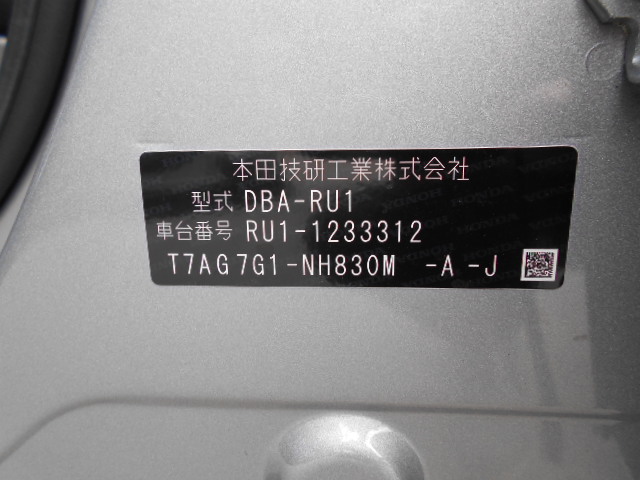 本田技研工業株式会社
型式 DBA-RU1
車台番号 RU1-1233312
T7AG7G1-NH830M -A-J